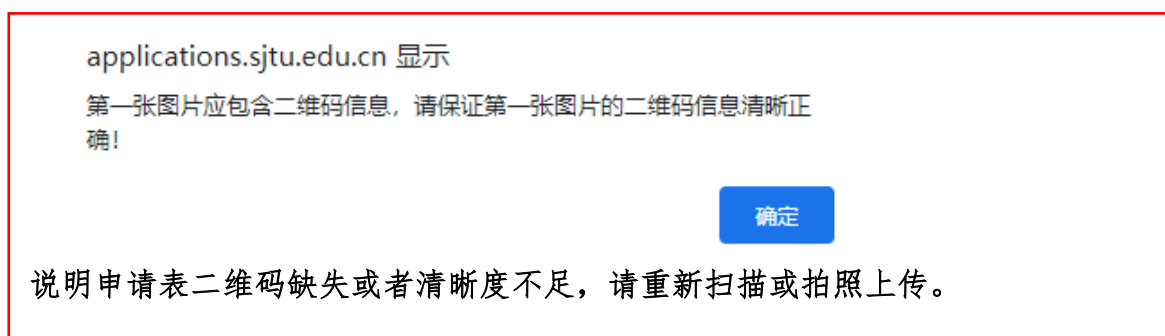 applications.sjtu.edu.cn 显示
第一张图片应包含二维码信息，请保证第一张图片的二维码信息清晰正
确！
确定
说明申请表二维码缺失或者清晰度不足，请重新扫描或拍照上传。